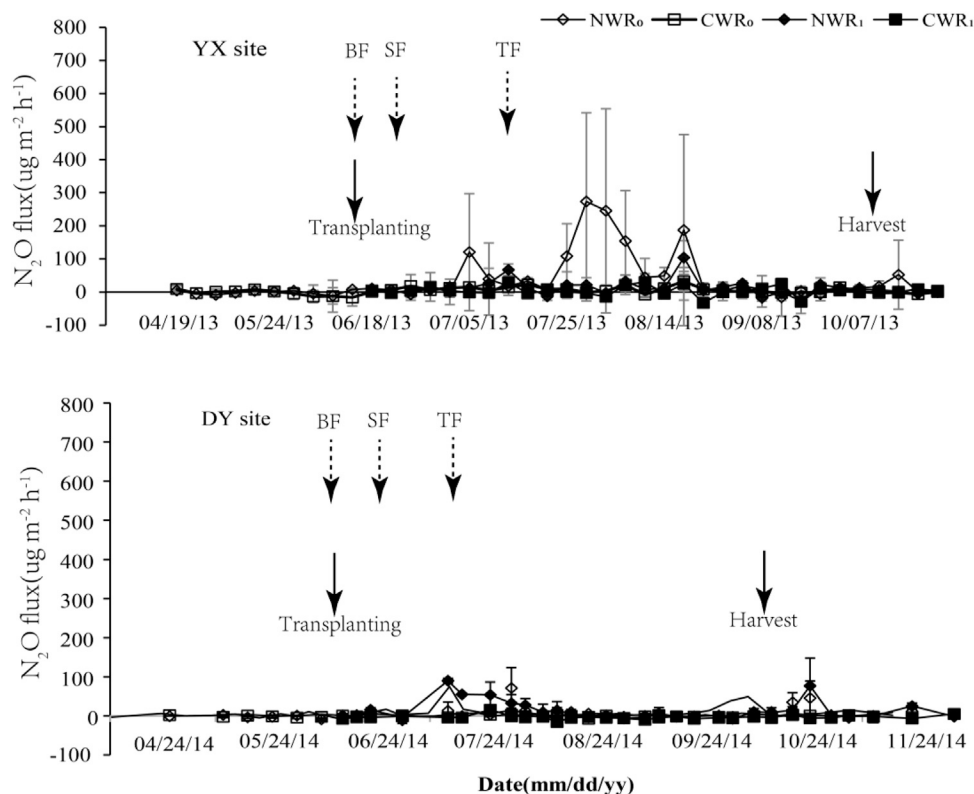 NWR₀ CWR₀ NWR₁ CWR₁
800
700
600
500
400
300
200
100
0
-100
N₂O flux(ug m⁻² h⁻¹)
YX site
BF SF TF
Transplanting
Harvest
04/19/13 05/24/13 06/18/13 07/05/13 07/25/13 08/14/13 09/08/13 10/07/13
800
700
600
500
400
300
200
100
0
-100
N₂O flux(ug m⁻² h⁻¹)
DY site
BF SF TF
Transplanting
Harvest
04/24/14 05/24/14 06/24/14 07/24/14 08/24/14 09/24/14 10/24/14 11/24/14
Date(mm/dd/yy)